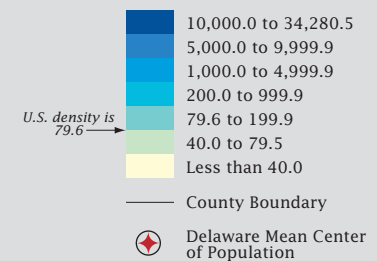 10,000.0 to 34,280.5
5,000.0 to 9,999.9
1,000.0 to 4,999.9
200.0 to 999.9
U.S. density is
79.6
79.6 to 199.9
40.0 to 79.5
Less than 40.0
County Boundary
Delaware Mean Center
of Population